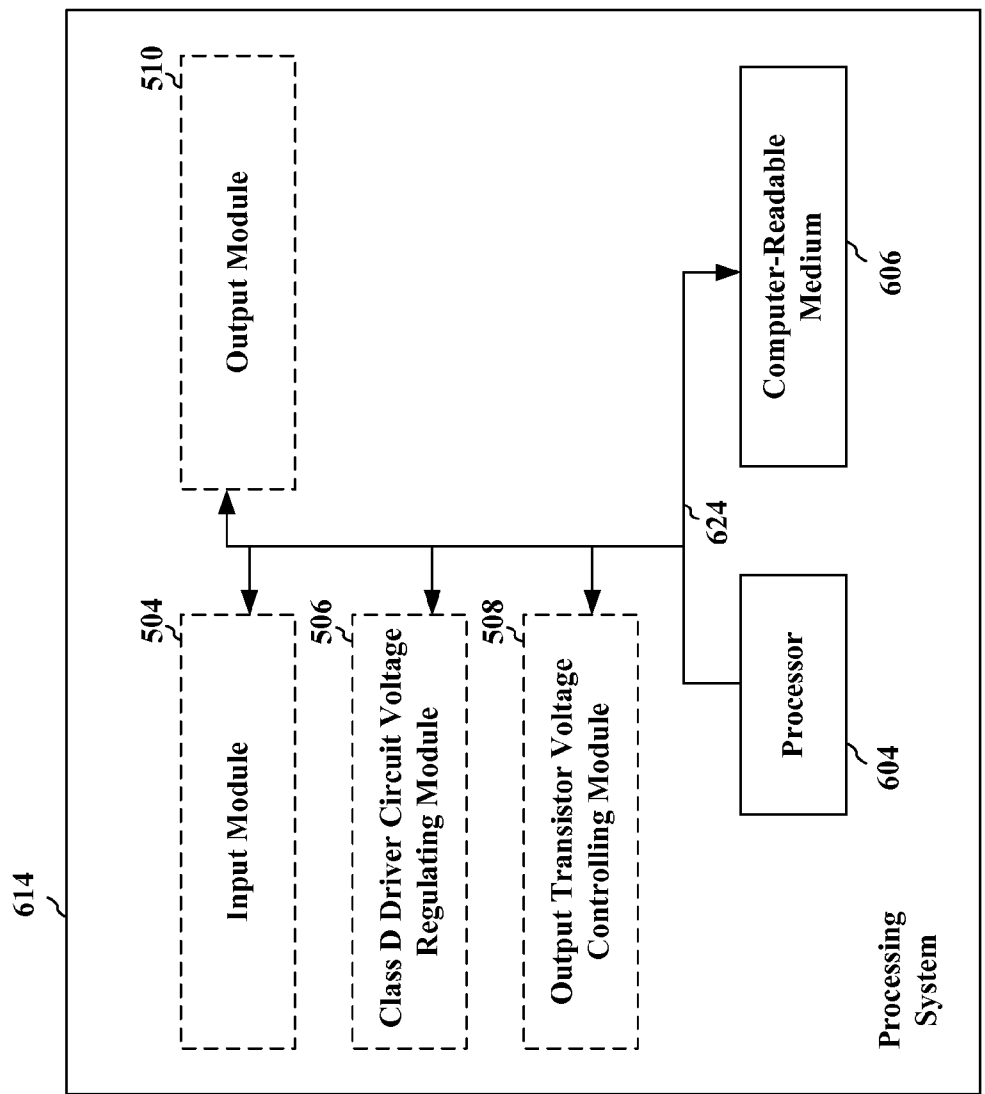 614
504
Input Module
510
Output Module
506
Class D Driver Circuit Voltage
Regulating Module
508
Output Transistor Voltage
Controlling Module
624
Processor
604
Computer-Readable
Medium
606
Processing
System